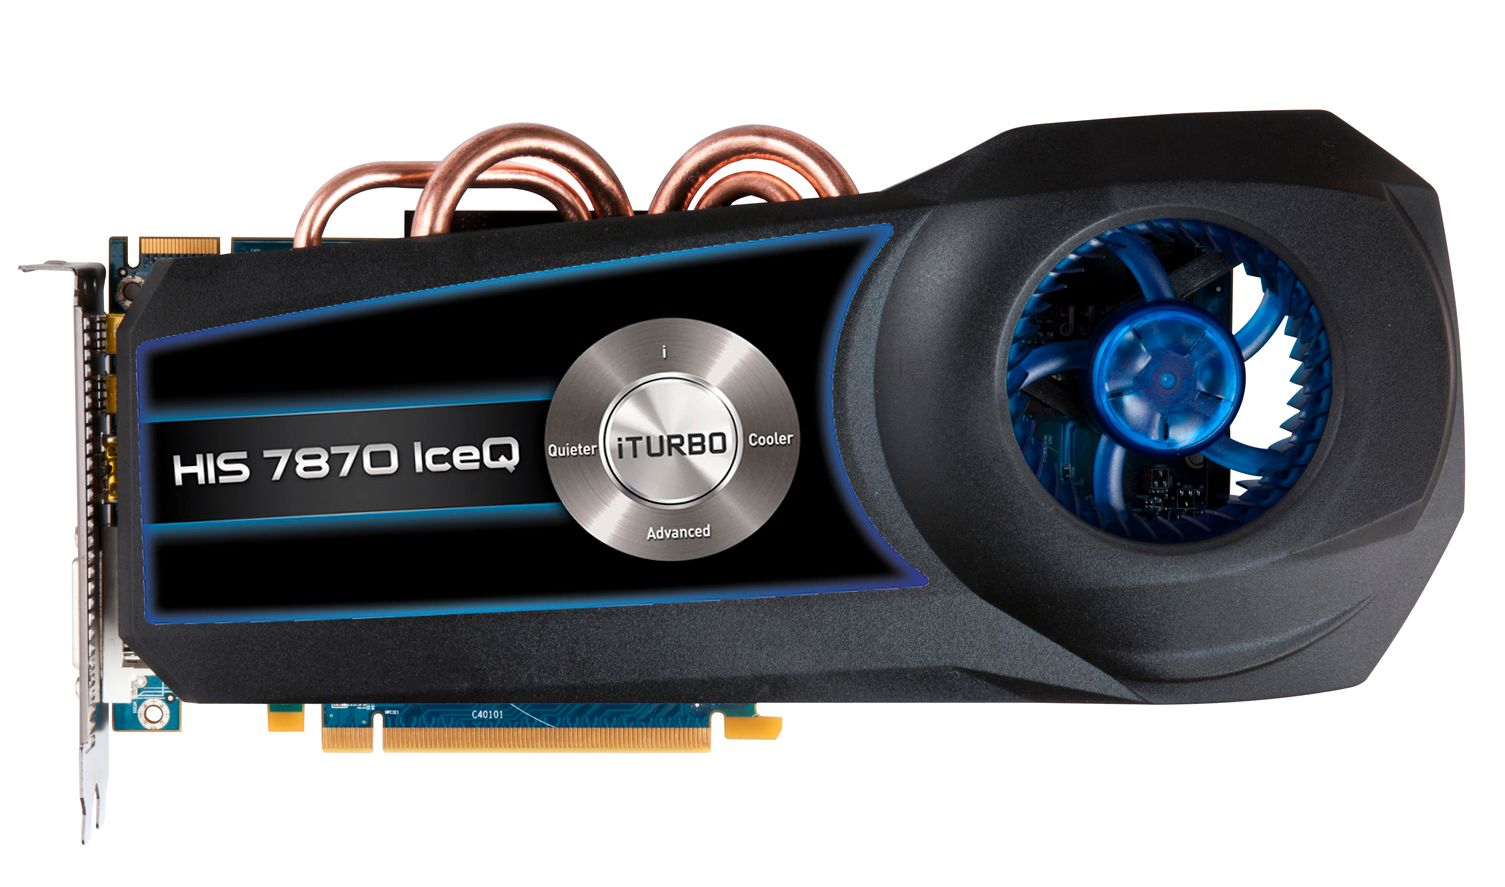 HIS 7870 IceQ
i
Quieter
iTURBO
Cooler
Advanced
C40101